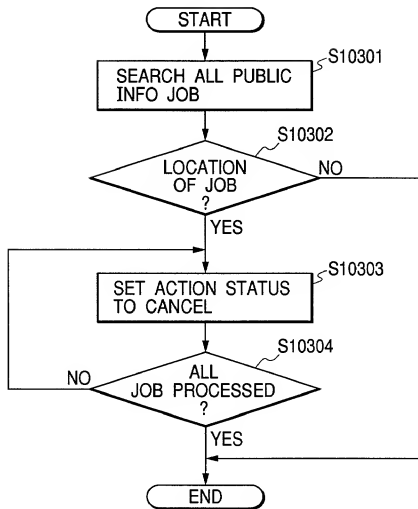 START
S10301
SEARCH ALL PUBLIC
INFO JOB
S10302
LOCATION
OF JOB
?
NO
YES
S10303
SET ACTION STATUS
TO CANCEL
S10304
ALL
JOB PROCESSED
?
NO
YES
END